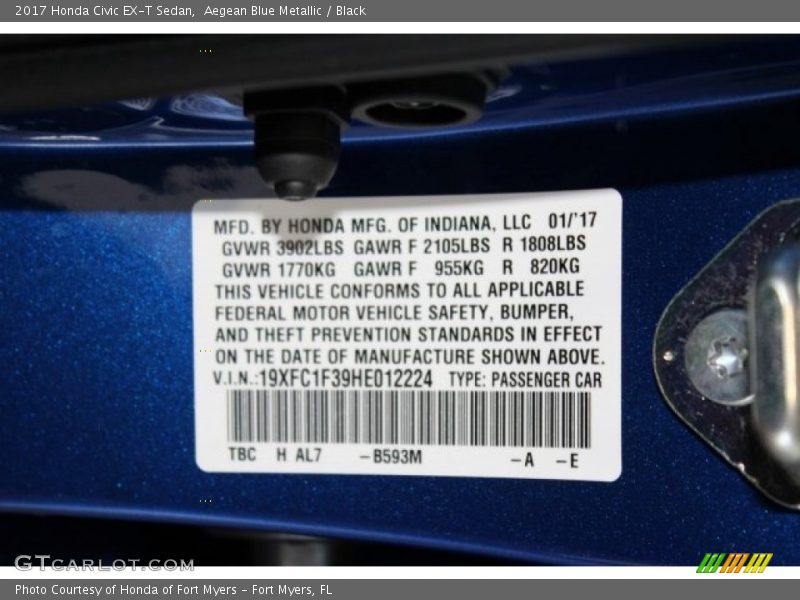 2017 Honda Civic EX-T Sedan,  Aegean Blue Metallic / Black
MFD. BY HONDA MFG. OF INDIANA, LLC 01/'17
GVWR 3902LBS GAWR F 2105LBS R 1808LBS
GVWR 1770KG GAWR F 955KG R 820KG
THIS VEHICLE CONFORMS TO ALL APPLICABLE
FEDERAL MOTOR VEHICLE SAFETY, BUMPER,
AND THEFT PREVENTION STANDARDS IN EFFECT
ON THE DATE OF MANUFACTURE SHOWN ABOVE.
V.I.N.:19XFC1F39HE012224 TYPE: PASSENGER CAR
TBC H AL7 -B593M -A -E
GTCarLot.com
Photo Courtesy of Honda of Fort Myers - Fort Myers, FL